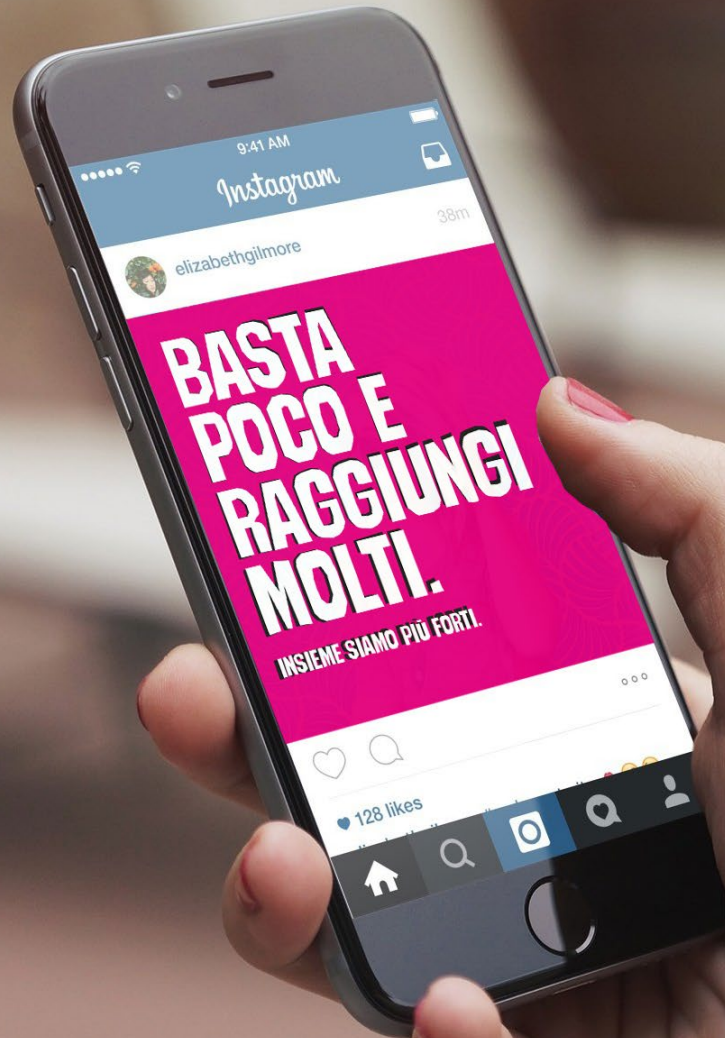 9:41 AM
Instagram
elizabethgilmore
38m
BASTA
POCO E
RAGGIUNGI
MOLTI.
INSIEME SIAMO PIÙ FORTI.
128 likes